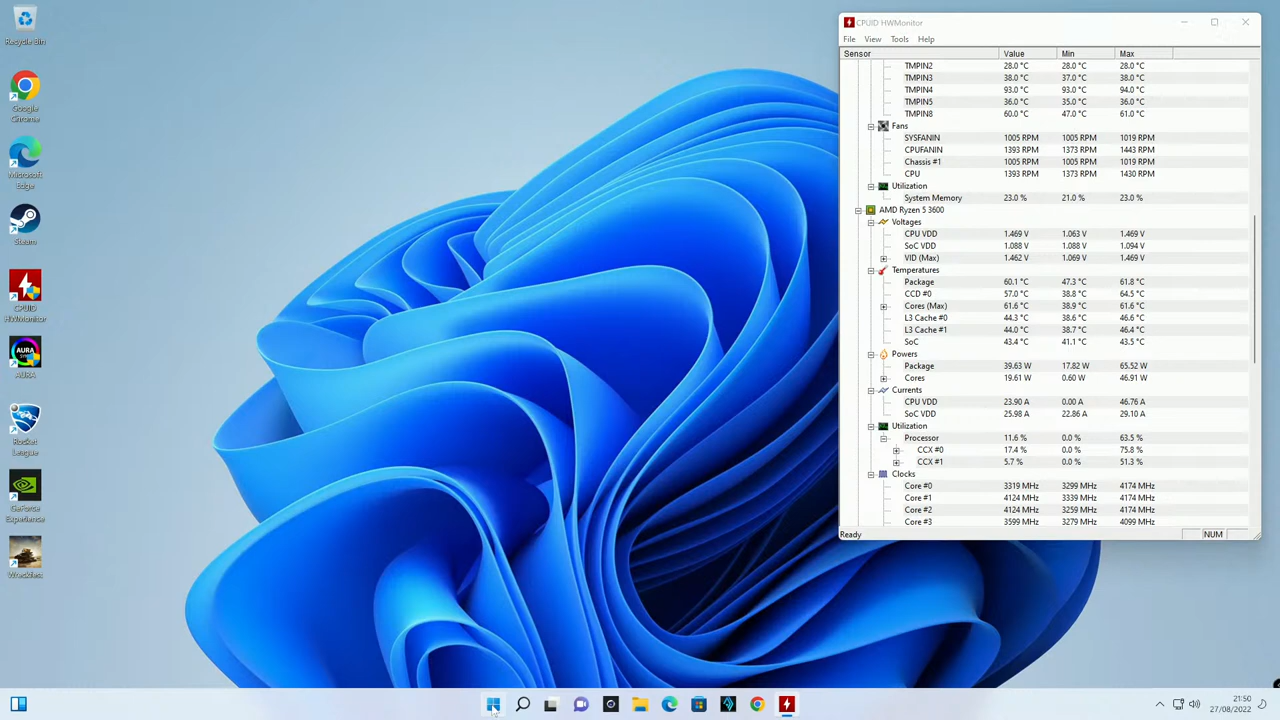 Recycle Bin
Google
Chrome
Microsoft
Edge
Steam
CPUID
HWMonitor
AURA
Rocket
League
GeForce
Experience
Wreckfest
CPUID HWMonitor
File View Tools Help
Sensor Value Min Max
TMPIN2 28.0 °C 28.0 °C 28.0 °C
TMPIN3 38.0 °C 37.0 °C 38.0 °C
TMPIN4 93.0 °C 93.0 °C 94.0 °C
TMPIN5 36.0 °C 35.0 °C 36.0 °C
TMPIN8 60.0 °C 47.0 °C 61.0 °C
Fans
SYSFANIN 1005 RPM 1005 RPM 1019 RPM
CPUFANIN 1393 RPM 1373 RPM 1443 RPM
Chassis #1 1005 RPM 1005 RPM 1019 RPM
CPU 1393 RPM 1373 RPM 1430 RPM
Utilization
System Memory 23.0 % 21.0 % 23.0 %
AMD Ryzen 5 3600
Voltages
CPU VDD 1.469 V 1.063 V 1.469 V
SoC VDD 1.088 V 1.088 V 1.094 V
VID (Max) 1.462 V 1.069 V 1.469 V
Temperatures
Package 60.1 °C 47.3 °C 61.8 °C
CCD #0 57.0 °C 38.8 °C 64.5 °C
Cores (Max) 61.6 °C 38.9 °C 61.6 °C
L3 Cache #0 44.3 °C 38.6 °C 46.6 °C
L3 Cache #1 44.0 °C 38.7 °C 46.4 °C
SoC 43.4 °C 41.1 °C 43.5 °C
Powers
Package 39.63 W 17.82 W 65.52 W
Cores 19.61 W 0.60 W 46.91 W
Currents
CPU VDD 23.90 A 0.00 A 46.76 A
SoC VDD 25.98 A 22.86 A 29.10 A
Utilization
Processor 11.6 % 0.0 % 63.5 %
CCX #0 17.4 % 0.0 % 75.8 %
CCX #1 5.7 % 0.0 % 51.3 %
Clocks
Core #0 3319 MHz 3299 MHz 4174 MHz
Core #1 4124 MHz 3339 MHz 4174 MHz
Core #2 4124 MHz 3259 MHz 4174 MHz
Core #3 3599 MHz 3279 MHz 4099 MHz
Ready NUM
21:50
27/08/2022